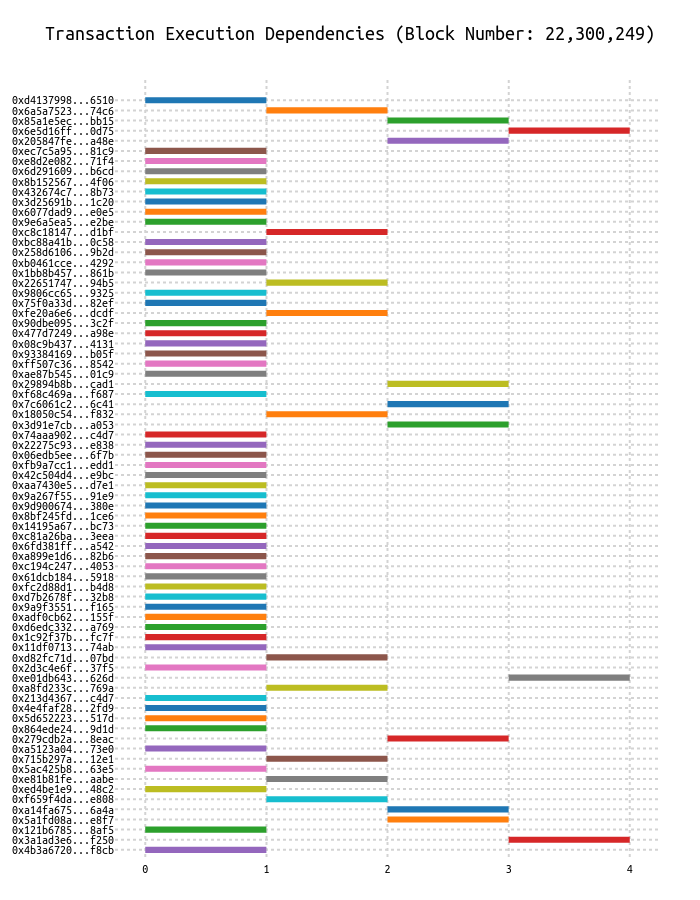 Transaction Execution Dependencies (Block Number: 22,300,249)
0xd4137998...6510
0x6a5a7523...74c6
0x85a1e5ec...bb15
0x6e5d16ff...0d75
0x205847fe...a48e
0xec7c5a95...81c9
0xe8d2e082...71f4
0x6d291609...b6cd
0x8b152567...4f06
0x432674c7...8b73
0x3d25691b...1c20
0x6077dad9...e0e5
0x9e6a5ea5...e2be
0xc8c18147...d1bf
0xbc88a41b...0c58
0x258d6106...9b2d
0xb0461cce...4292
0x1bb8b457...861b
0x22651747...94b5
0x9806cc65...9325
0x75f0a33d...82ef
0xfe20a6e6...dcdf
0x90dbe095...3c2f
0x477d7249...a98e
0x08c9b437...4131
0x93384169...b05f
0xff507c36...8542
0xae87b545...01c9
0x29894b8b...cad1
0xf68c469a...f687
0x7c6061c2...6c41
0x18050c54...f832
0x3d91e7cb...a053
0x74aaa902...c4d7
0x22275c93...e838
0x06edb5ee...6f7b
0xfb9a7cc1...edd1
0x42c504d4...e9bc
0xaa7430e5...d7e1
0x9a267f55...91e9
0x9d900674...380e
0x8bf245fd...1ce6
0x14195a67...bc73
0xc81a26ba...3eea
0x6fd381ff...a542
0xa899e1d6...82b6
0xc194c247...4053
0x61dcb184...5918
0xfc2d88d1...b4d8
0xd7b2678f...32b8
0x9a9f3551...f165
0xadf0cb62...155f
0xd6edc332...a769
0x1c92f37b...fc7f
0x11df0713...74ab
0xd82fc71d...07bd
0x2d3c4e6f...37f5
0xe01db643...626d
0xa8fd233c...769a
0x213d4367...c4d7
0x4e4faf28...2fd9
0x5d652223...517d
0x864ede24...9d1d
0x279cdb2a...8eac
0xa5123a04...73e0
0x715b297a...12e1
0x5ac425b8...63e5
0xe81b81fe...aabe
0xed4be1e9...48c2
0xf659f4da...e808
0xa14fa675...6a4a
0x5a1fd08a...e8f7
0x121b6785...8af5
0x3a1ad3e6...f250
0x4b3a6720...f8cb
0 1 2 3 4